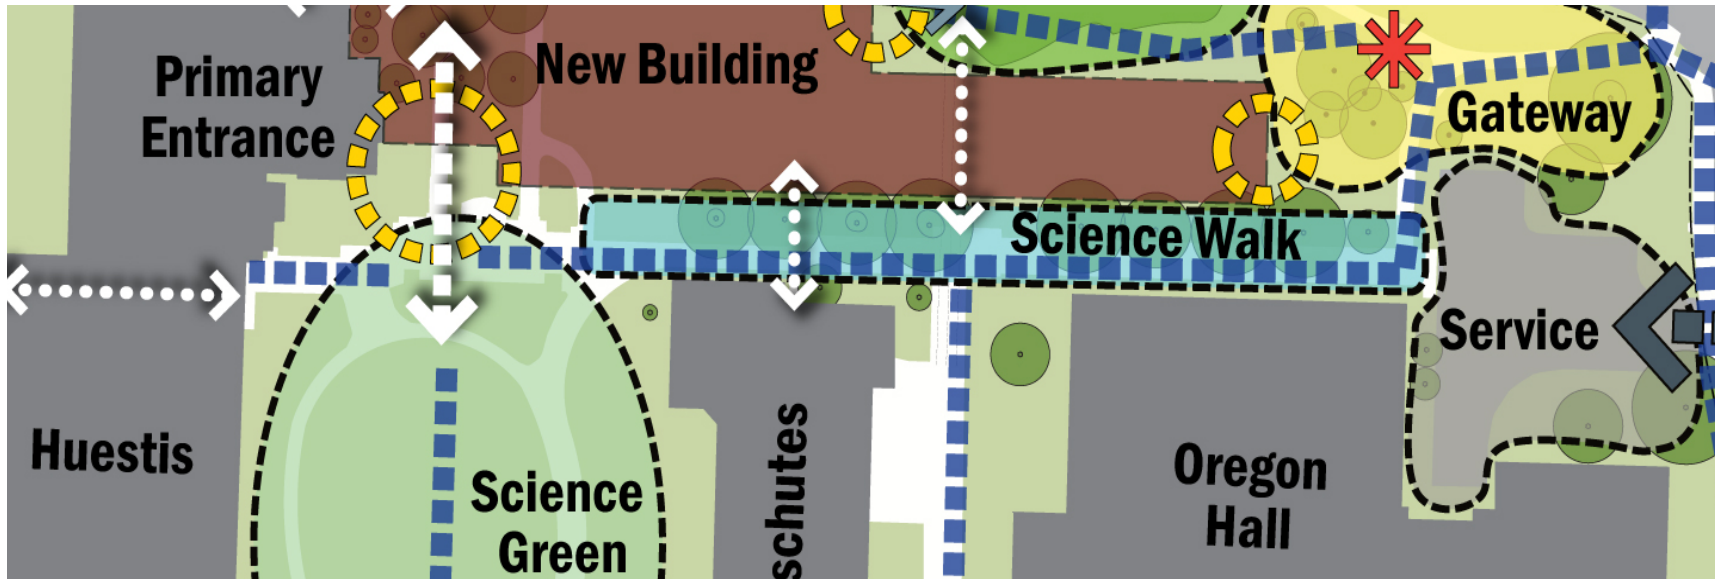 Primary
Entrance
New Building
Gateway
Science Walk
Service
Huestis
Science
Green
schutes
Oregon
Hall